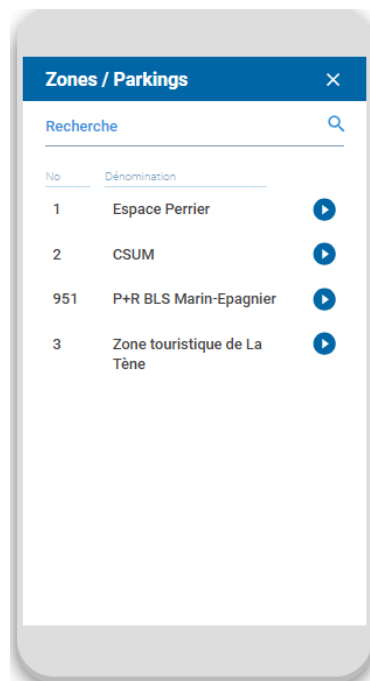 Zones / Parkings
Recherche
No Dénomination
1 Espace Perrier
2 CSUM
951 P+R BLS Marin-Epagnier
3 Zone touristique de La
Tène